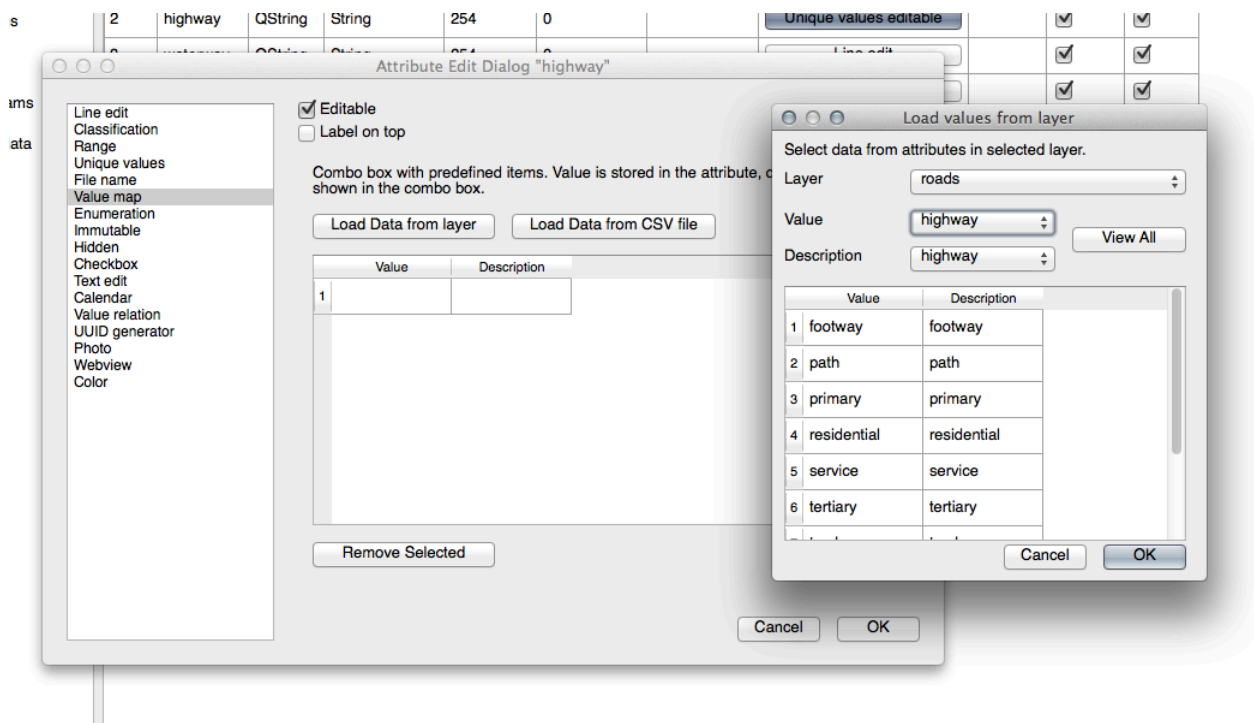 s
2 highway QString String 254 0 Unique values editable
QString String 254 0 Line edit
Attribute Edit Dialog "highway"
ams
ata
Line edit
Classification
Range
Unique values
File name
Value map
Enumeration
Immutable
Hidden
Checkbox
Text edit
Calendar
Value relation
UUID generator
Photo
Webview
Color
Editable
Label on top
Combo box with predefined items. Value is stored in the attribute,
shown in the combo box.
Load Data from layer Load Data from CSV file
Value Description
1
Remove Selected
Cancel OK
Load values from layer
Select data from attributes in selected layer.
Layer roads
Value highway
View All
Description highway
Value Description
1 footway footway
2 path path
3 primary primary
4 residential residential
5 service service
6 tertiary tertiary
Cancel OK